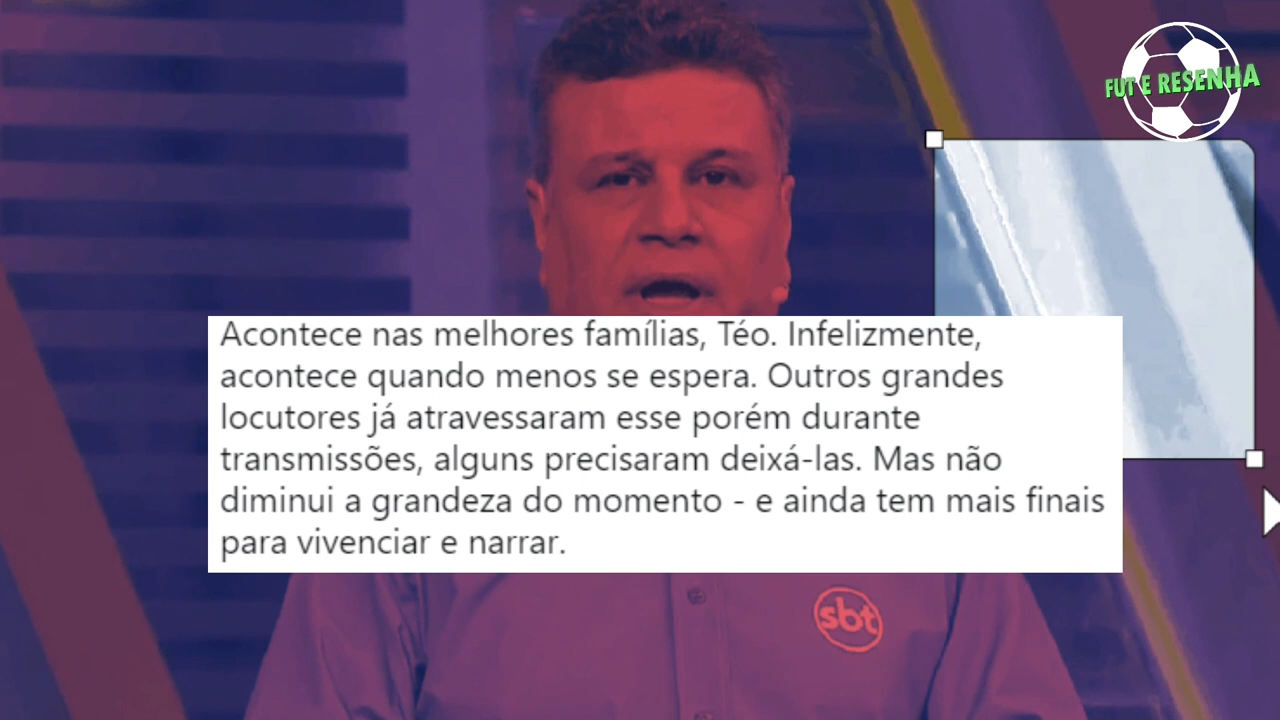 FUT E RESENHA
Acontece nas melhores famílias, Téo. Infelizmente,
acontece quando menos se espera. Outros grandes
locutores já atravessaram esse porém durante
transmissões, alguns precisaram deixá-las. Mas não
diminui a grandeza do momento - e ainda tem mais finais
para vivenciar e narrar.
sbt